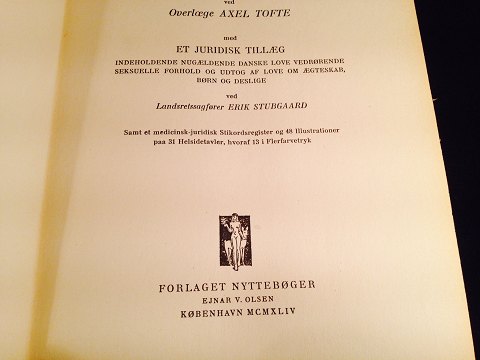 ved
Overlæge AXEL TOFTE
med
ET JURIDISK TILLÆG
INDEHOLDENDE NUGÆLDENDE DANSKE LOVE VEDRØRENDE
SEKSUELLE FORHOLD OG UDTOG AF LOVE OM ÆGTESKAB,
BØRN OG DESLIGE
ved
Landsretssagfører ERIK STUBGAARD
Samt et medicinsk-juridisk Stikordsregister og 48 Illustrationer
paa 31 Helsidetavler, hvoraf 13 i Flerfarvetryk
FORLAGET NYTTEBØGER
EJNAR V. OLSEN
KØBENHAVN MCMXLIV